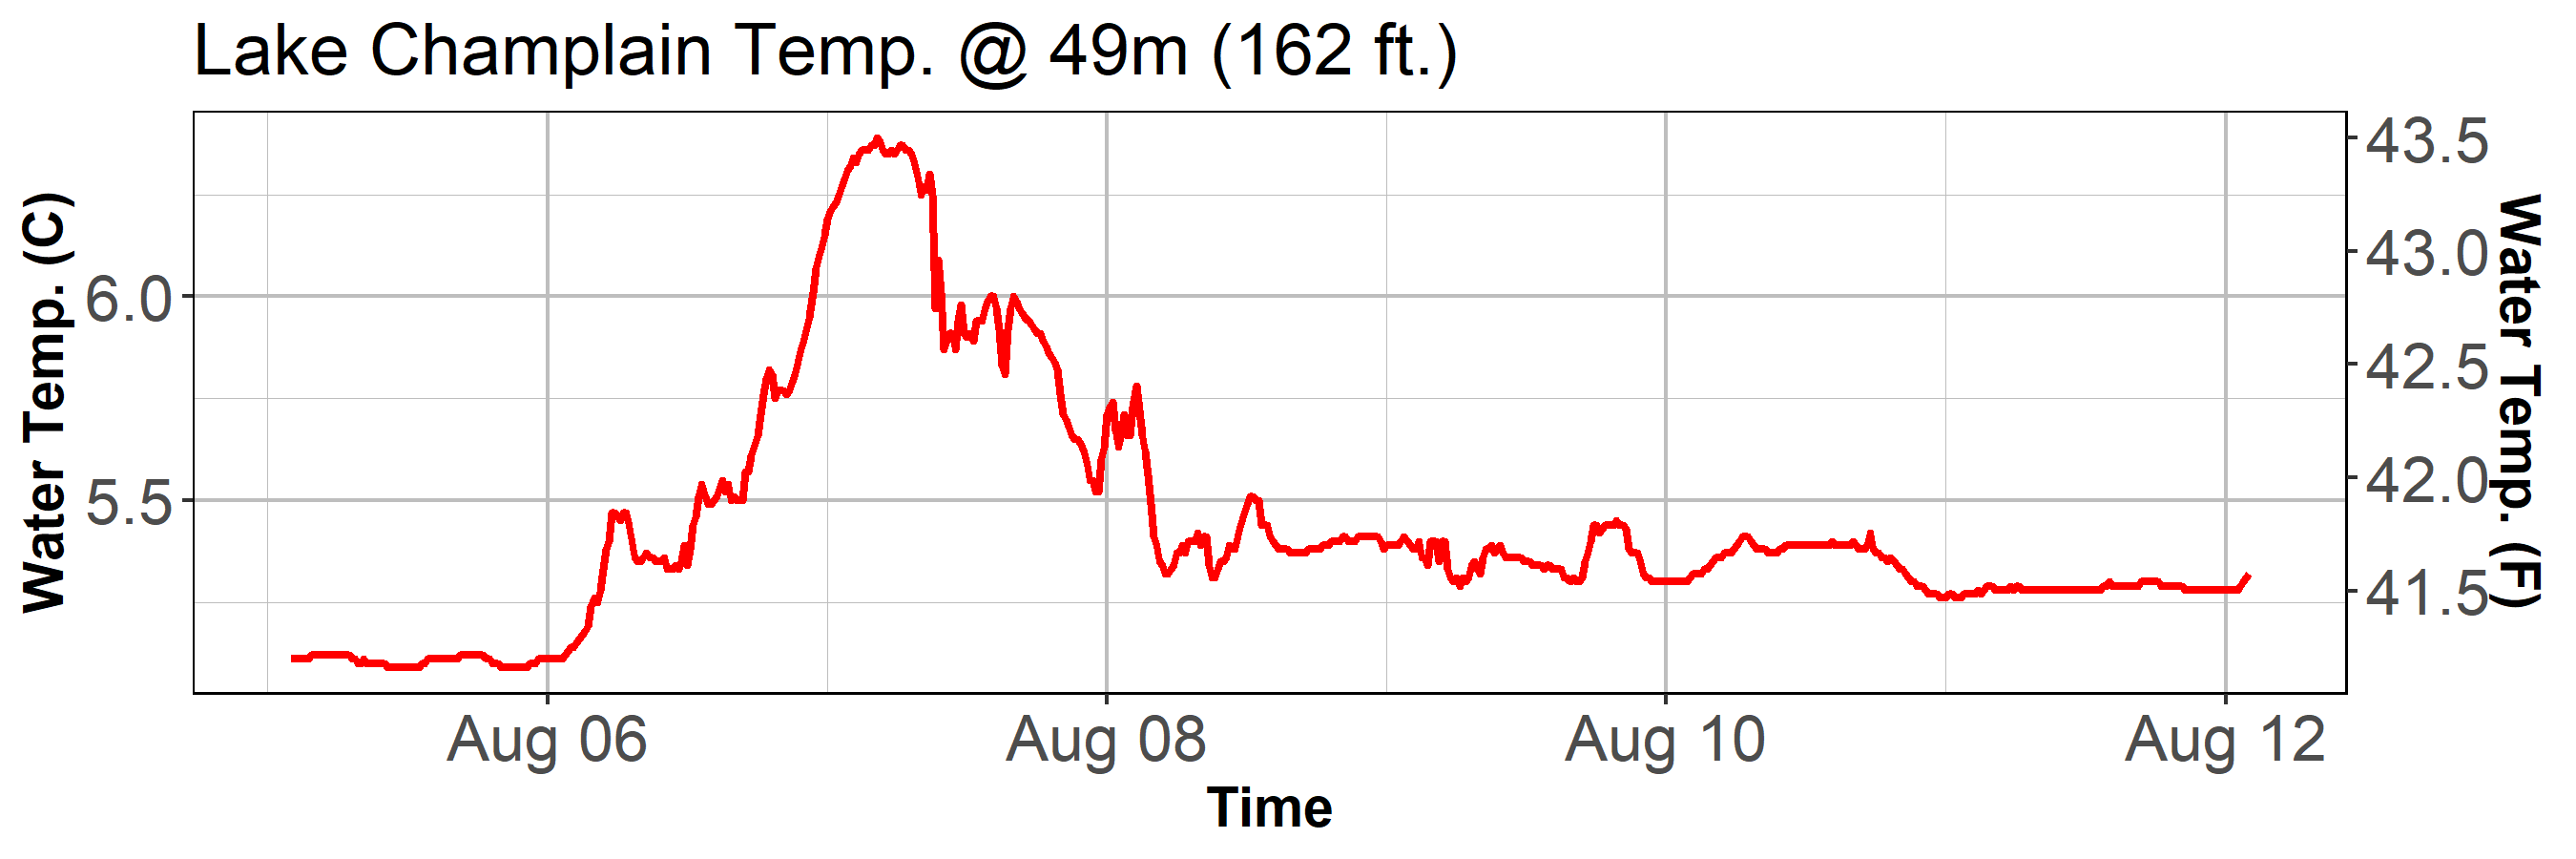 Lake Champlain Temp. @ 49m (162 ft.)
Water Temp. (C)
6.0
5.5
43.5
43.0
42.5
42.0
41.5
Water Temp. (F)
Aug 06
Aug 08
Aug 10
Aug 12
Time